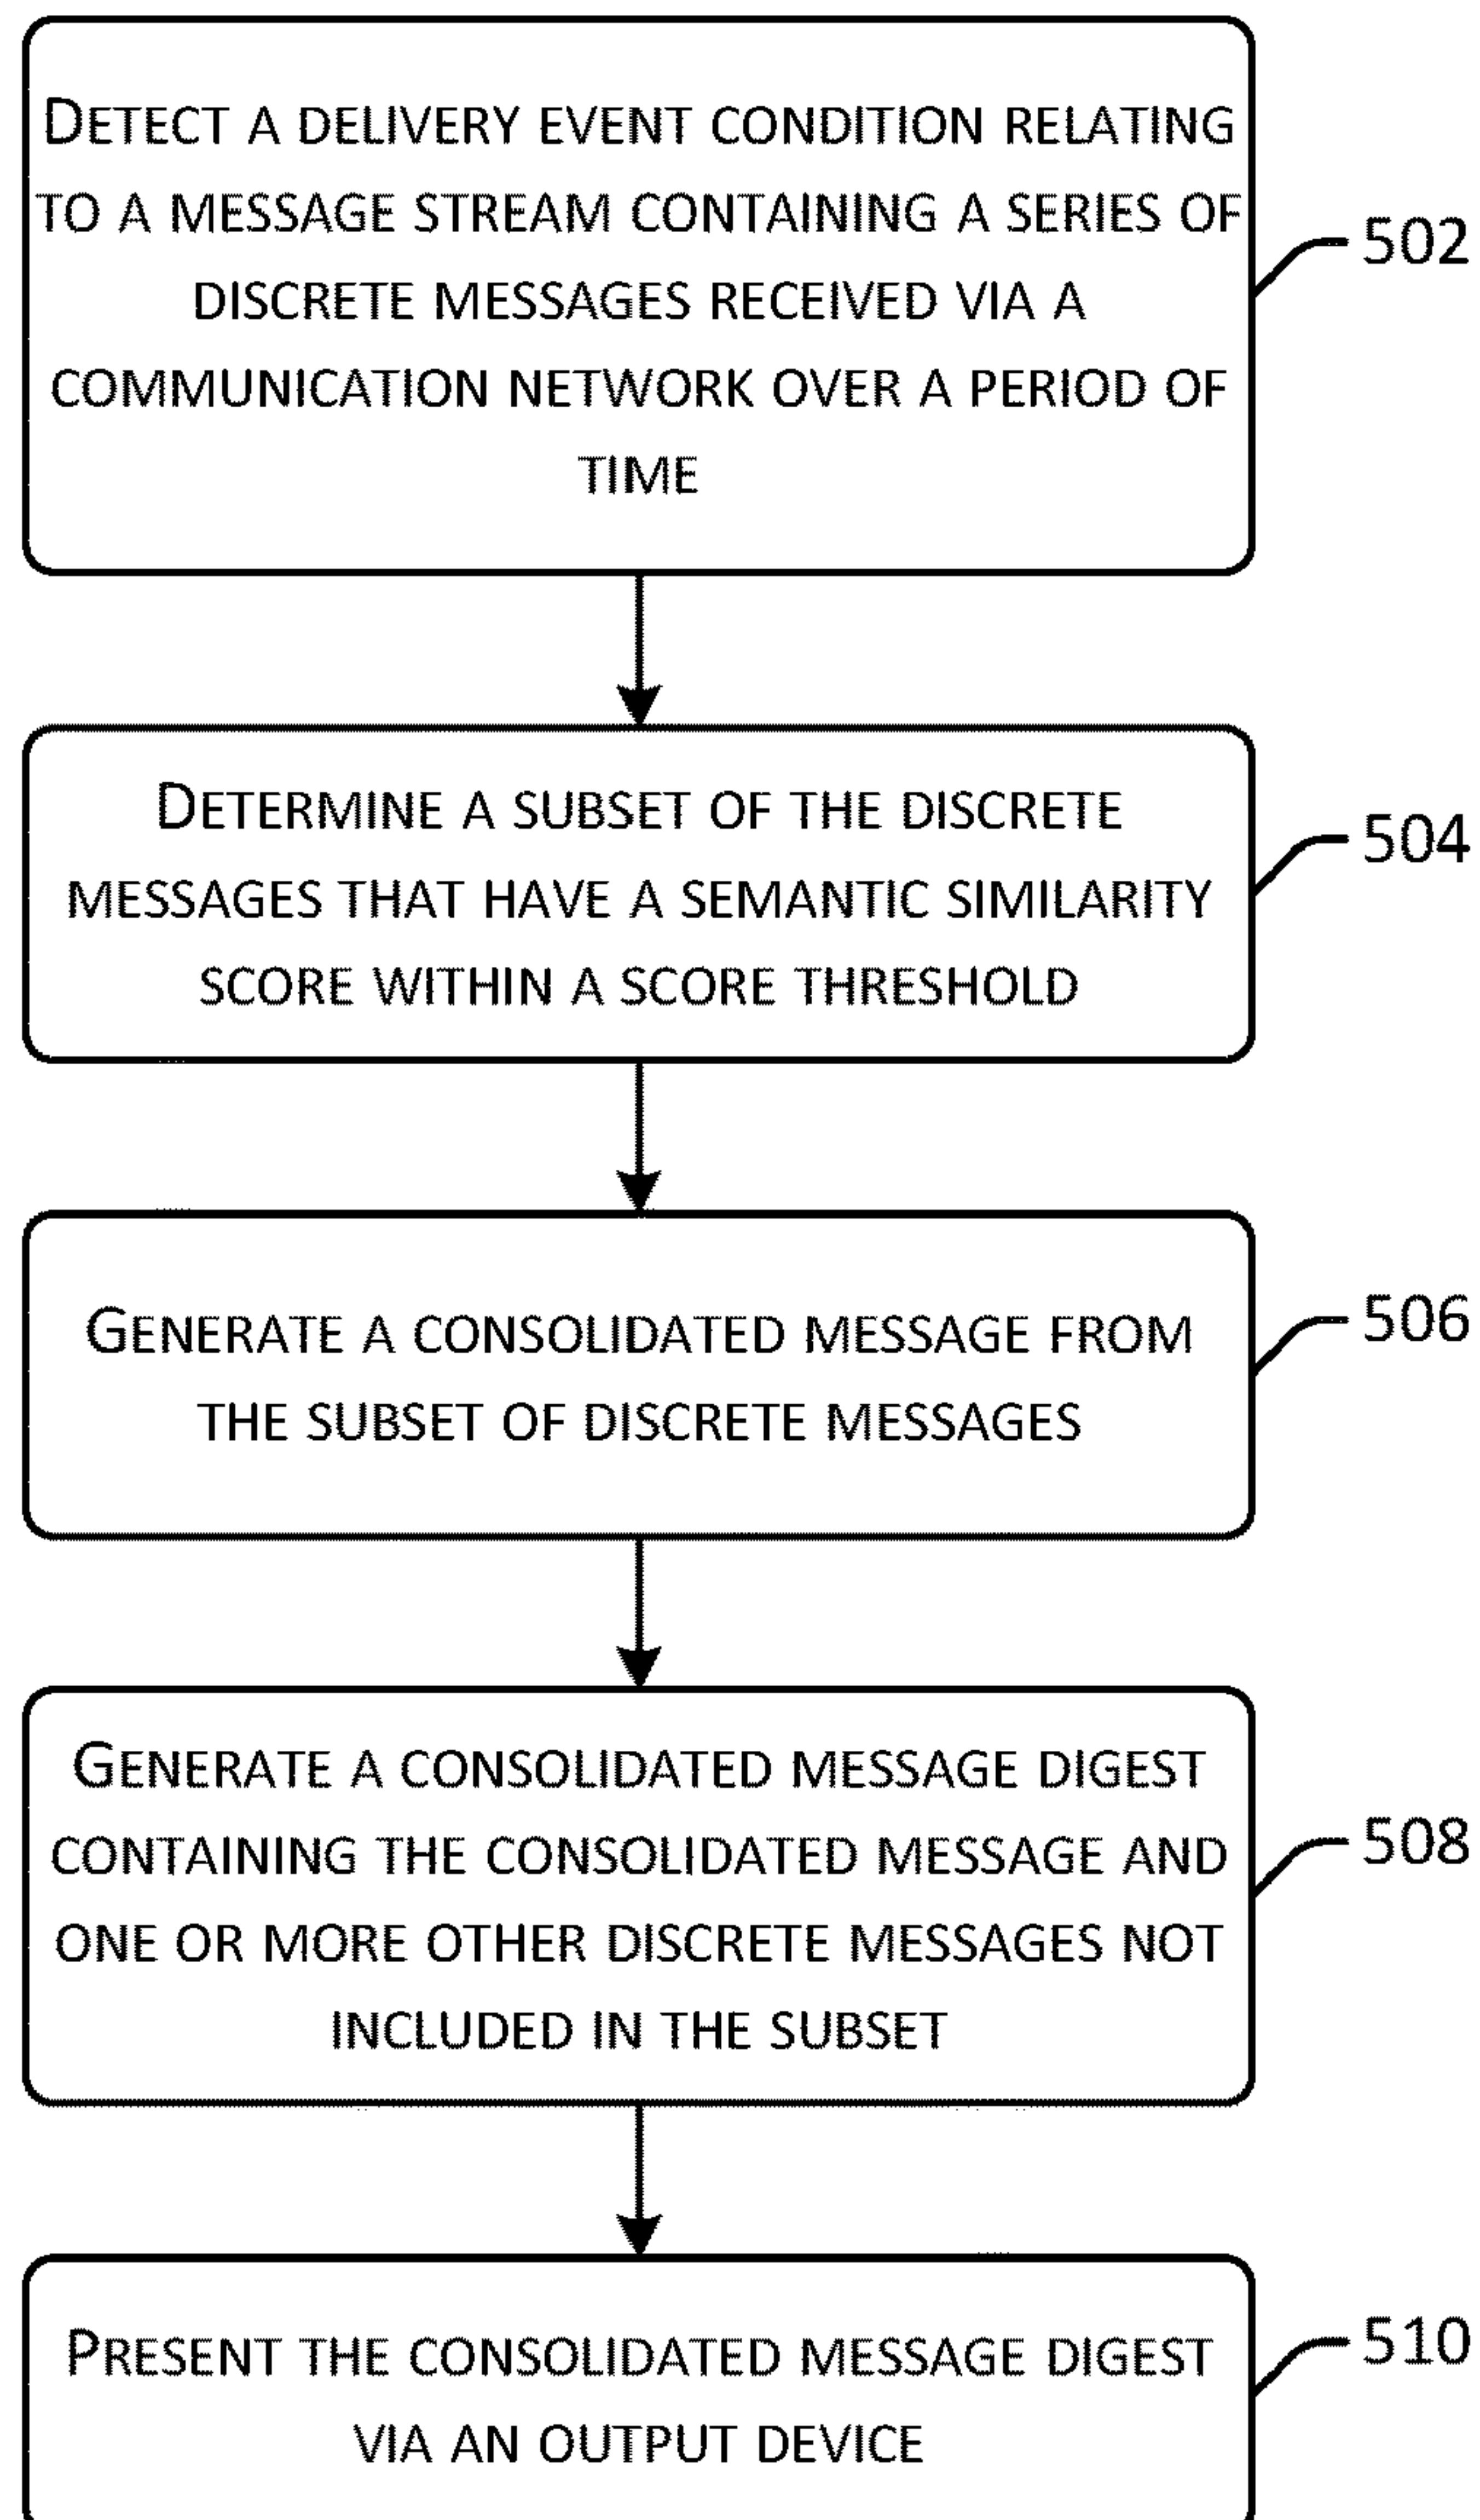 DETECT A DELIVERY EVENT CONDITION RELATING
TO A MESSAGE STREAM CONTAINING A SERIES OF
DISCRETE MESSAGES RECEIVED VIA A
COMMUNICATION NETWORK OVER A PERIOD OF
TIME
502
DETERMINE A SUBSET OF THE DISCRETE
MESSAGES THAT HAVE A SEMANTIC SIMILARITY
SCORE WITHIN A SCORE THRESHOLD
504
GENERATE A CONSOLIDATED MESSAGE FROM
THE SUBSET OF DISCRETE MESSAGES
506
GENERATE A CONSOLIDATED MESSAGE DIGEST
CONTAINING THE CONSOLIDATED MESSAGE AND
ONE OR MORE OTHER DISCRETE MESSAGES NOT
INCLUDED IN THE SUBSET
508
PRESENT THE CONSOLIDATED MESSAGE DIGEST
VIA AN OUTPUT DEVICE
510